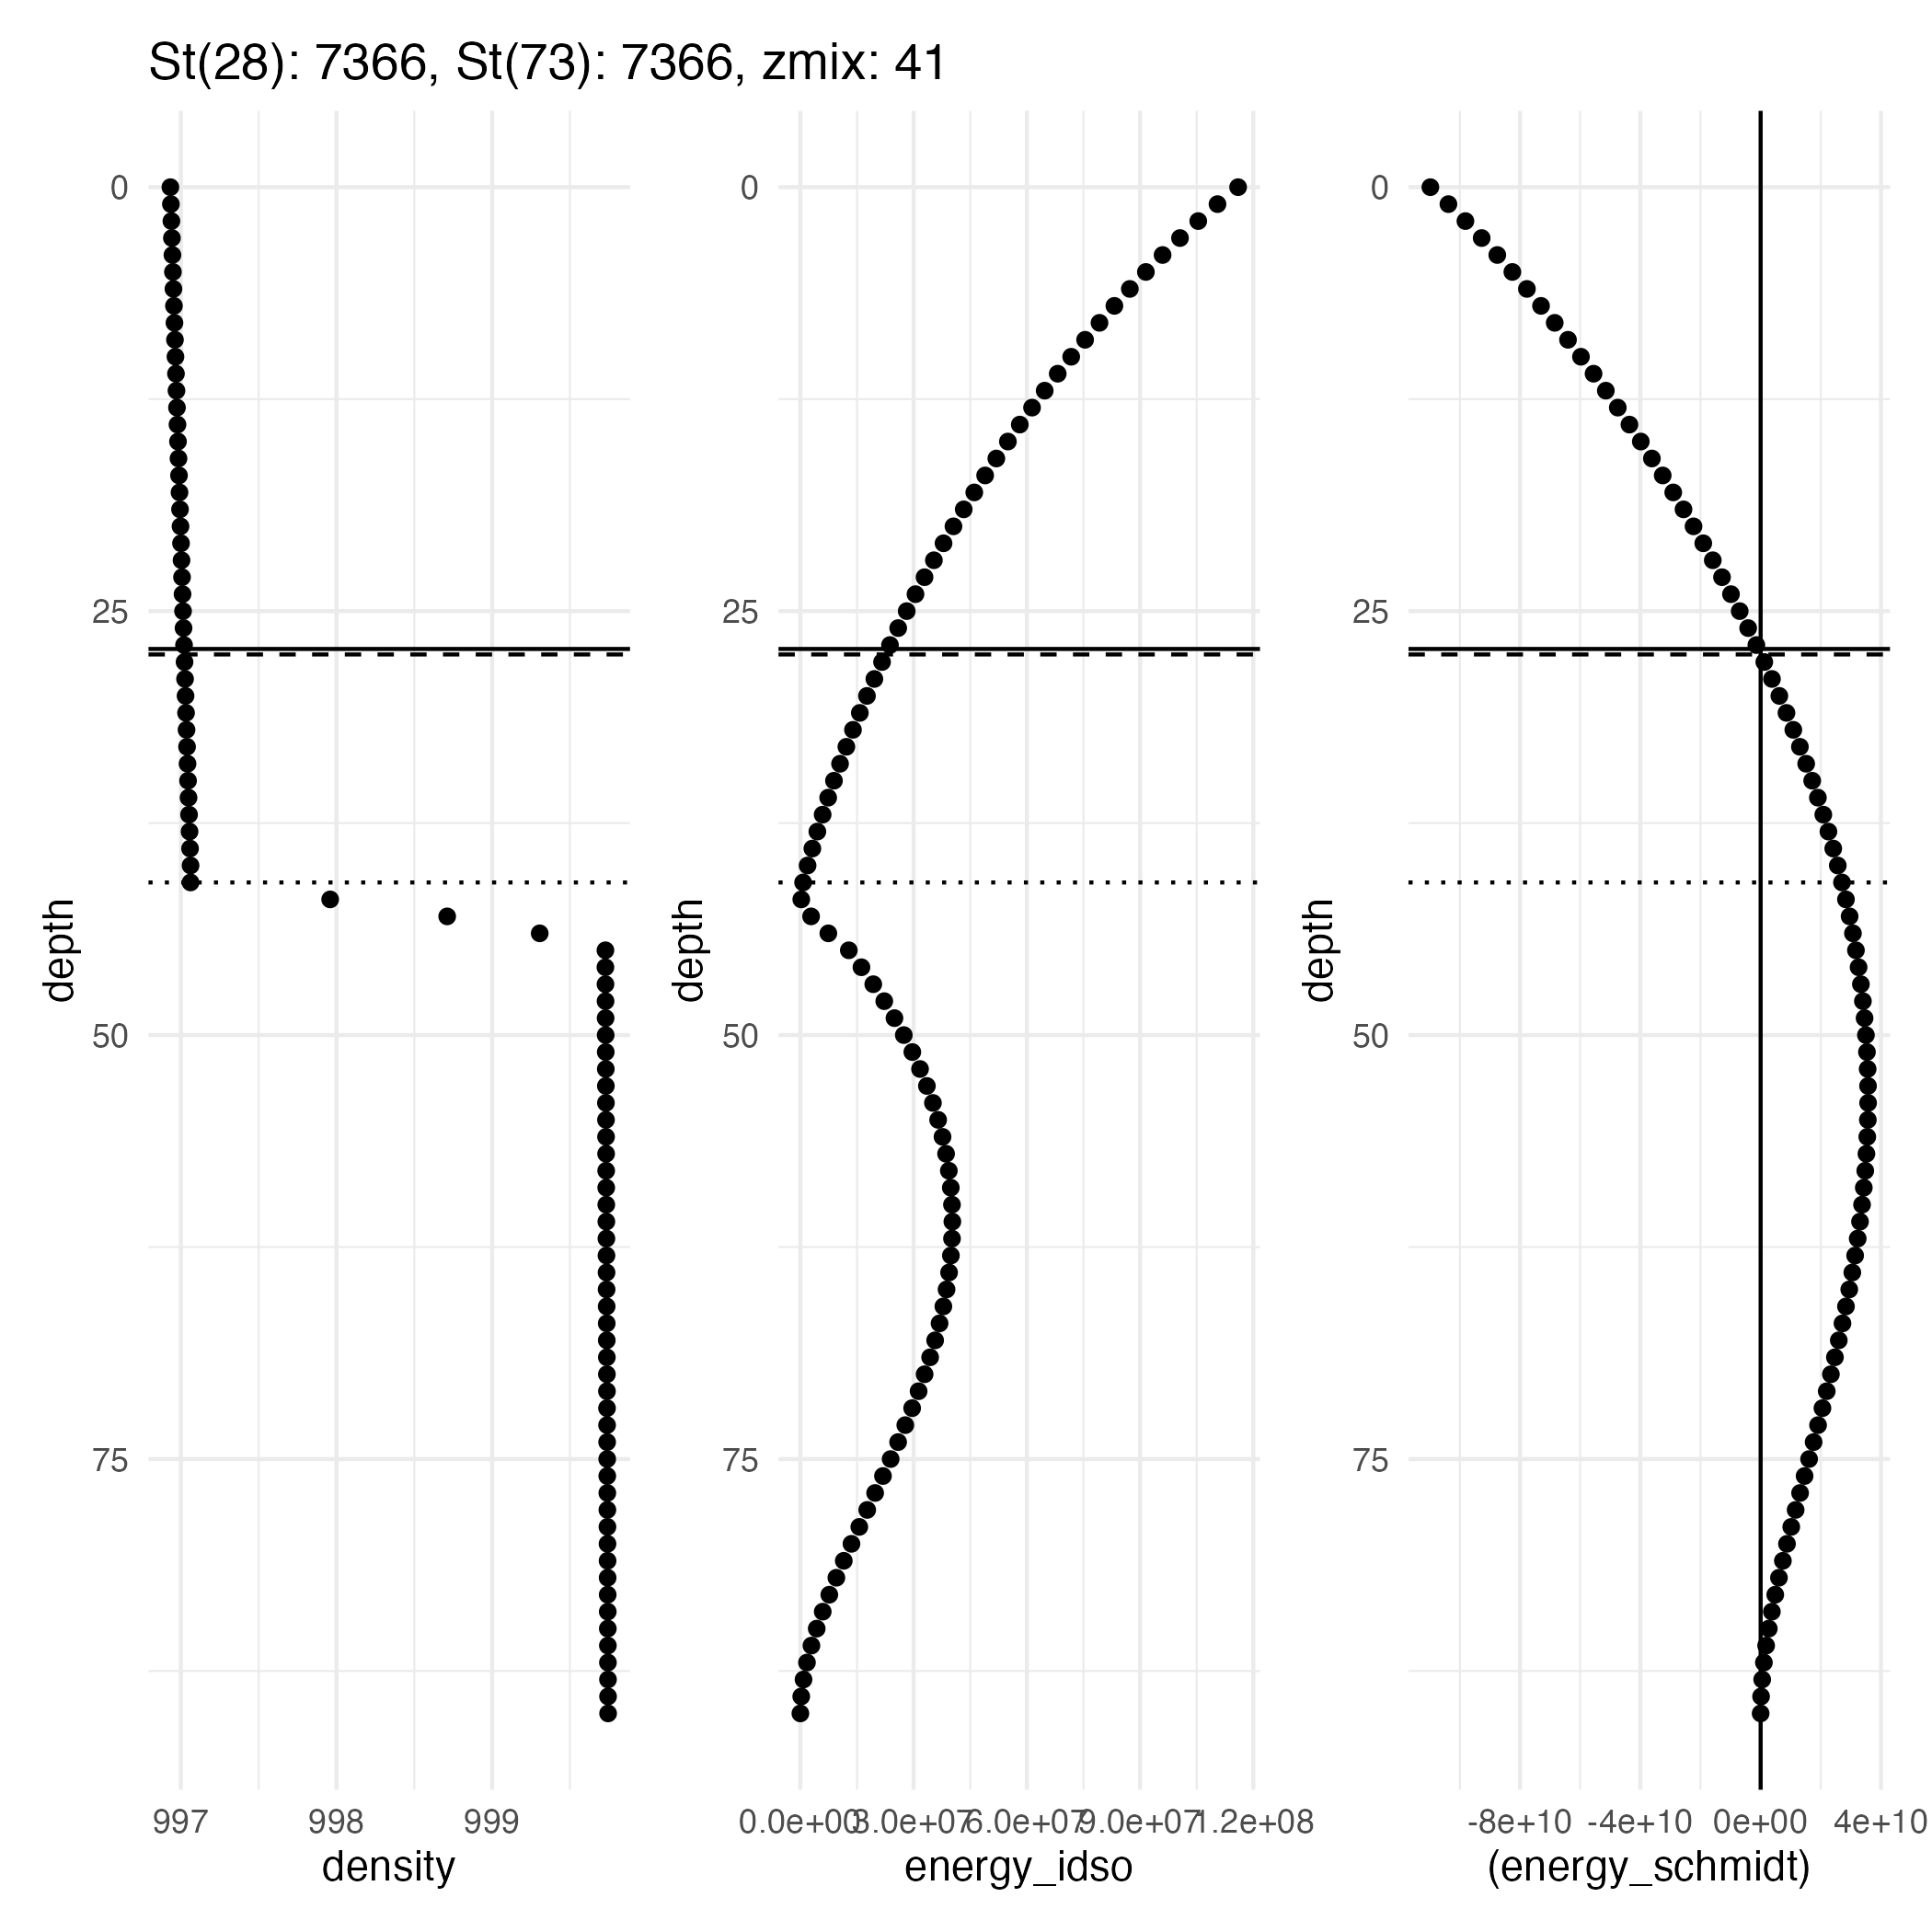 St(28): 7366, St(73): 7366, zmix: 41
0
25
50
75
depth
997 998 999
density
0
25
50
75
depth
0.0e+00 3.0e+07 6.0e+07 9.0e+07 1.2e+08
energy_idso
0
25
50
75
depth
-8e+10 -4e+10 0e+00 4e+10
(energy_schmidt)